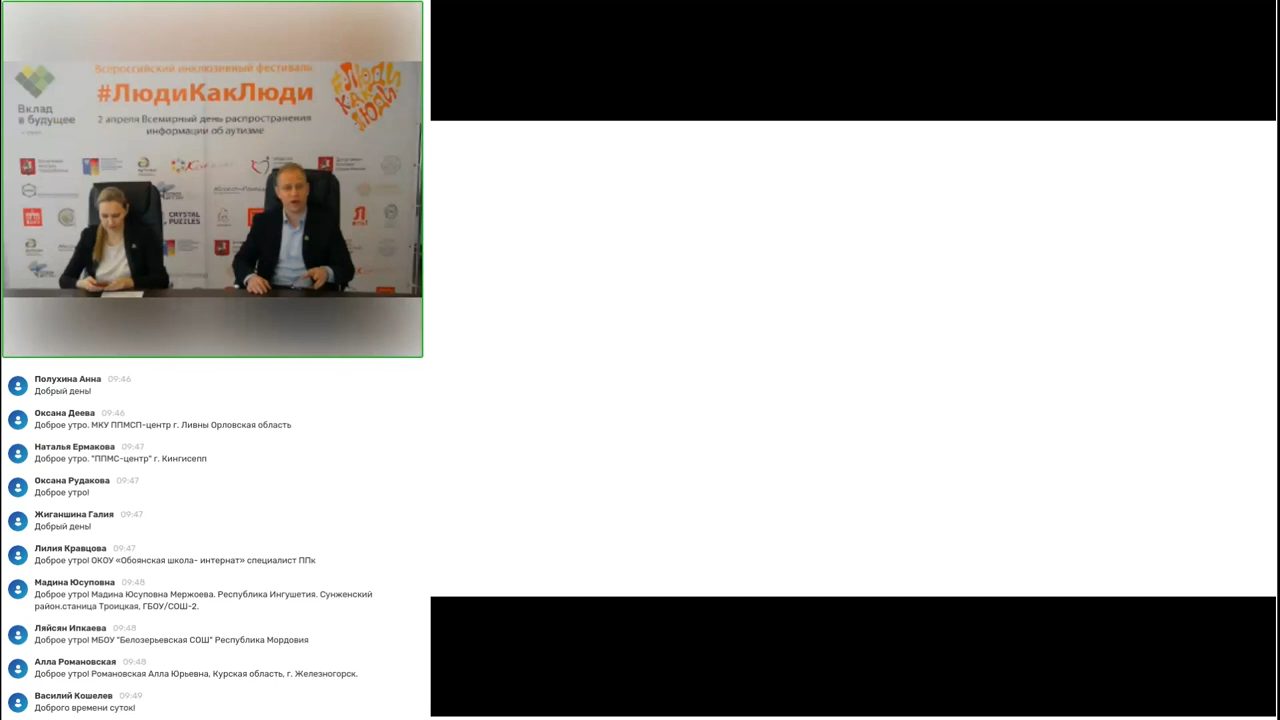 Всероссийский инклюзивный фестиваль
#ЛюдиКакЛюди
2 апреля Всемирный день распространения
информации об аутизме
Вклад
в будущее
#ЛЮДИ
КАК
ЛЮДИ
CRYSTAL
PUZZLES
Полухина Анна 09:46
Добрый день!
Оксана Деева 09:46
Доброе утро. МКУ ППМСП-центр г. Ливны Орловская область
Наталья Ермакова 09:47
Доброе утро. "ППМС-центр" г. Кингисепп
Оксана Рудакова 09:47
Доброе утро!
Жиганшина Галия 09:47
Добрый день!
Лилия Кравцова 09:47
Доброе утро! ОКОУ «Обоянская школа- интернат» специалист ППк
Мадина Юсуповна 09:48
Доброе утро! Мадина Юсуповна Мержоева. Республика Ингушетия. Сунженский
район.станица Троицкая, ГБОУ/СОШ-2.
Ляйсян Ипкаева 09:48
Доброе утро! МБОУ "Белозерьевская СОШ" Республика Мордовия
Алла Романовская 09:48
Доброе утро! Романовская Алла Юрьевна, Курская область, г. Железногорск.
Василий Кошелев 09:49
Доброго времени суток!